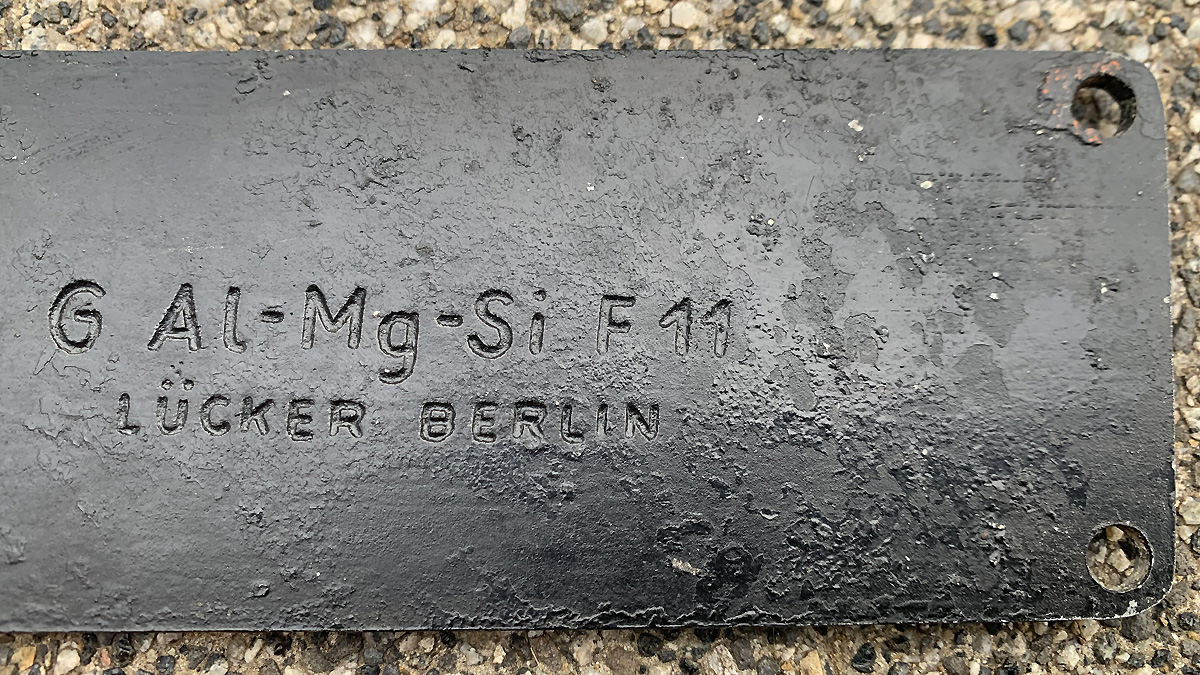 G Al-Mg-Si F 11
LÜCKER BERLIN